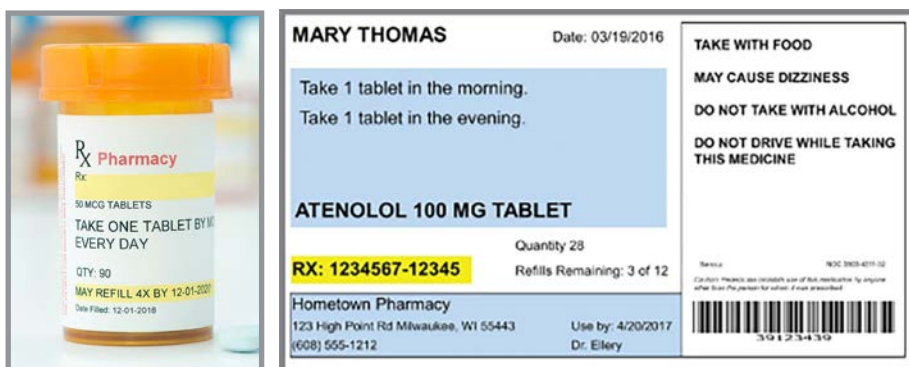 Rx Pharmacy
Rx:
50 MCG TABLETS
TAKE ONE TABLET BY
EVERY DAY
QTY: 90
MAY REFILL 4X BY 12-01-2020
Date Filled: 12-01-2018
MARY THOMAS
Date: 03/19/2016
Take 1 tablet in the morning.
Take 1 tablet in the evening.
ATENOLOL 100 MG TABLET
Quantity 28
RX: 1234567-12345
Refills Remaining: 3 of 12
Hometown Pharmacy
123 High Point Rd Milwaukee, WI 55443
Use by: 4/20/2017
(608) 555-1212
Dr. Ellery
TAKE WITH FOOD
MAY CAUSE DIZZINESS
DO NOT TAKE WITH ALCOHOL
DO NOT DRIVE WHILE TAKING
THIS MEDICINE
39123439